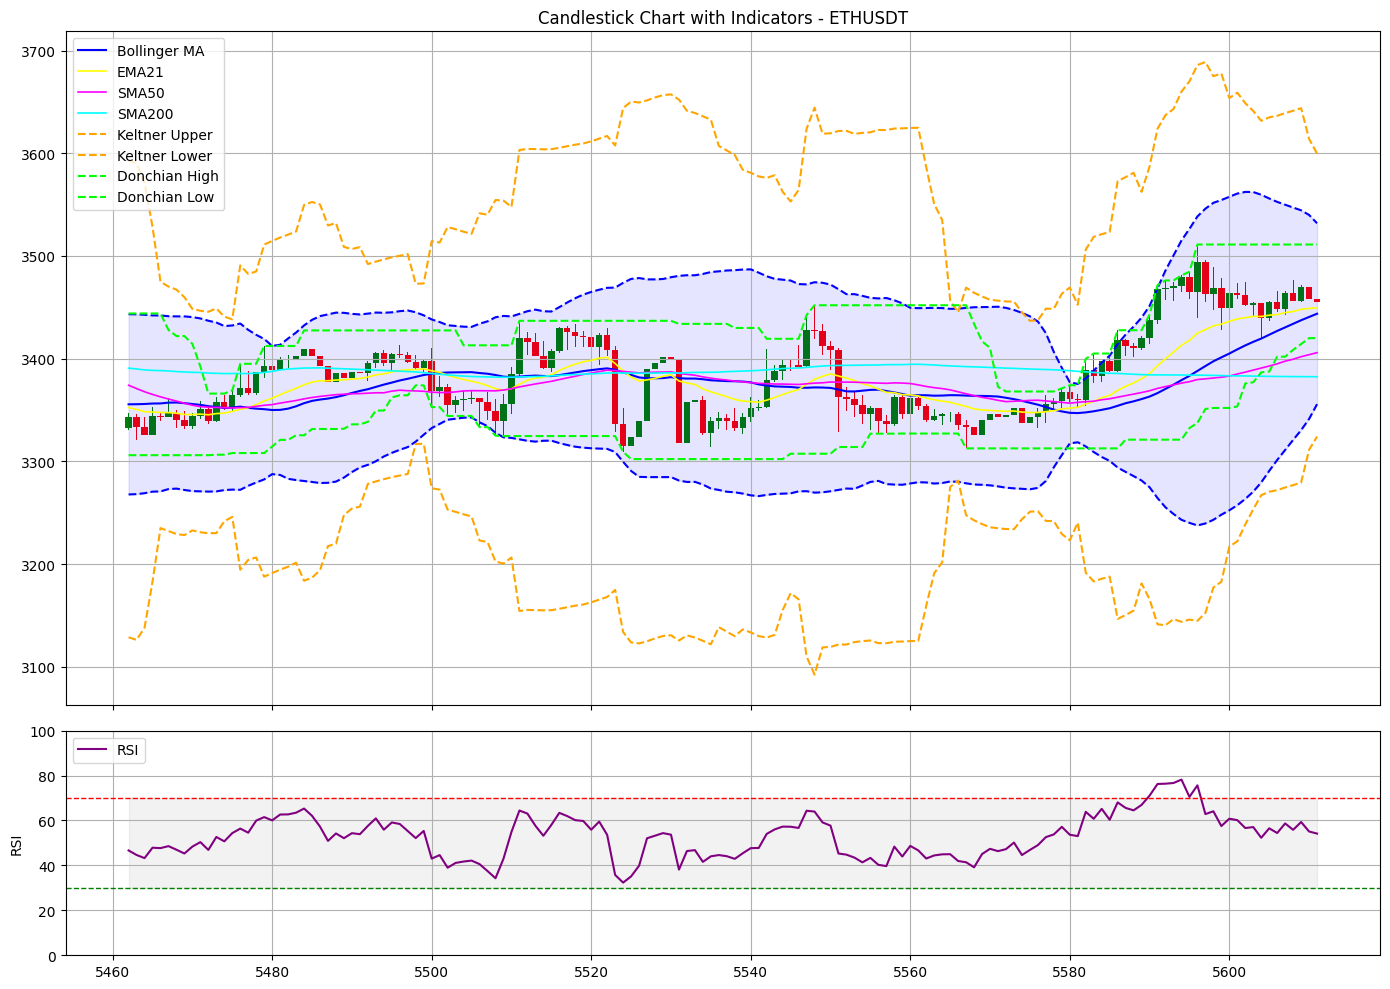 Candlestick Chart with Indicators - ETHUSDT
3700
3600
3500
3400
3300
3200
3100
Bollinger MA
EMA21
SMA50
SMA200
Keltner Upper
Keltner Lower
Donchian High
Donchian Low
100
80
60
40
20
0
RSI
RSI
5460 5480 5500 5520 5540 5560 5580 5600